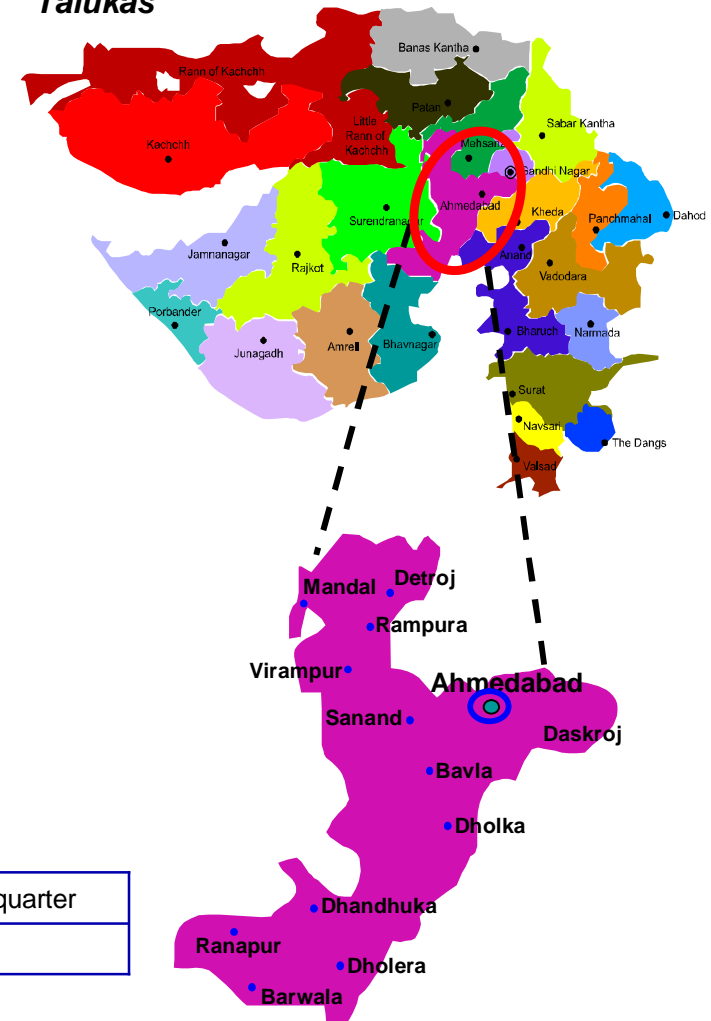 Talukas
Banas Kantha
Rann of Kachchh
Patan
Little
Rann of
Kachchh
Sabar Kantha
Kachchh
Gandhi Nagar
Ahmedabad
Surendranagar
Kheda
Panchmahal
Dahod
Jamnanagar
Rajkot
Anand
Vadodara
Porbander
Junagadh
Amreli
Bhavnagar
Bharuch
Narmada
Surat
Navsari
The Dangs
Valsad
Mandal
Detroj
Rampura
Virampur
Ahmedabad
Sanand
Daskroj
Bavla
Dholka
quarter
Dhandhuka
Ranapur
Dholera
Barwala